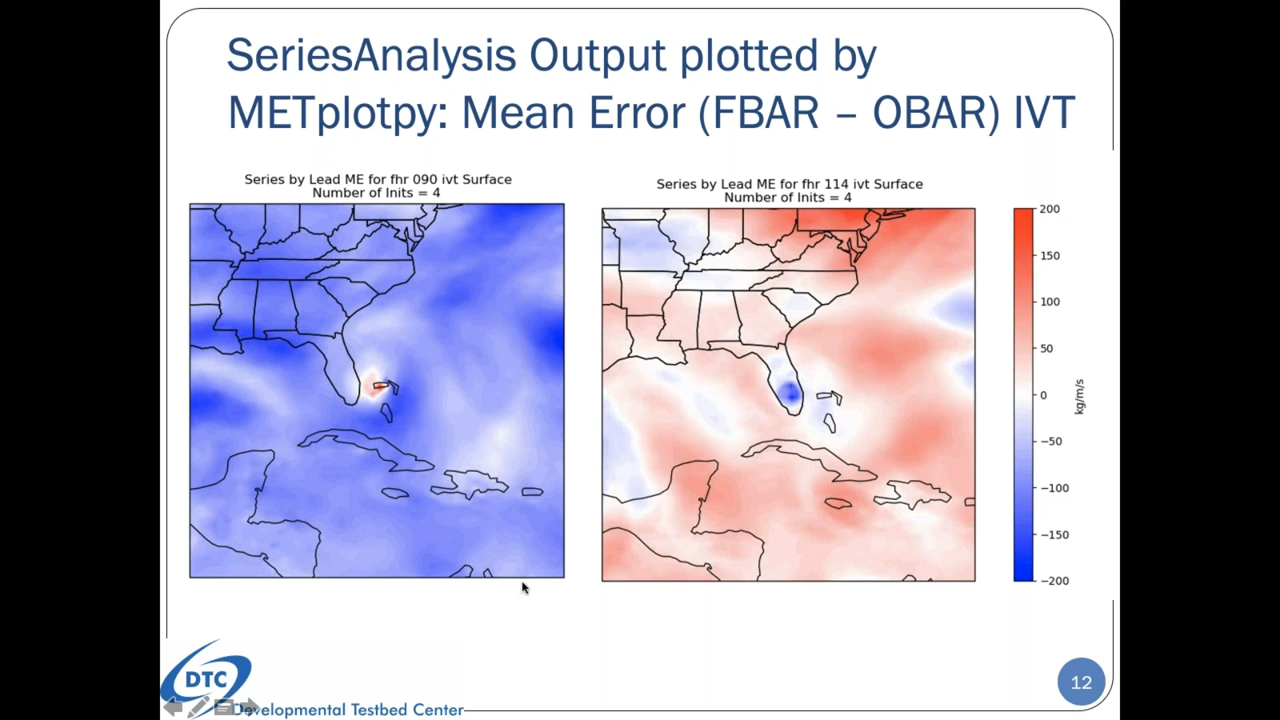 SeriesAnalysis Output plotted by
METplotpy: Mean Error (FBAR – OBAR) IVT
Series by Lead ME for fhr 090 ivt Surface
Number of Inits = 4
Series by Lead ME for fhr 114 ivt Surface
Number of Inits = 4
200
150
100
50
0
−50
−100
−150
−200
kg/m/s
DTC
Developmental Testbed Center
12